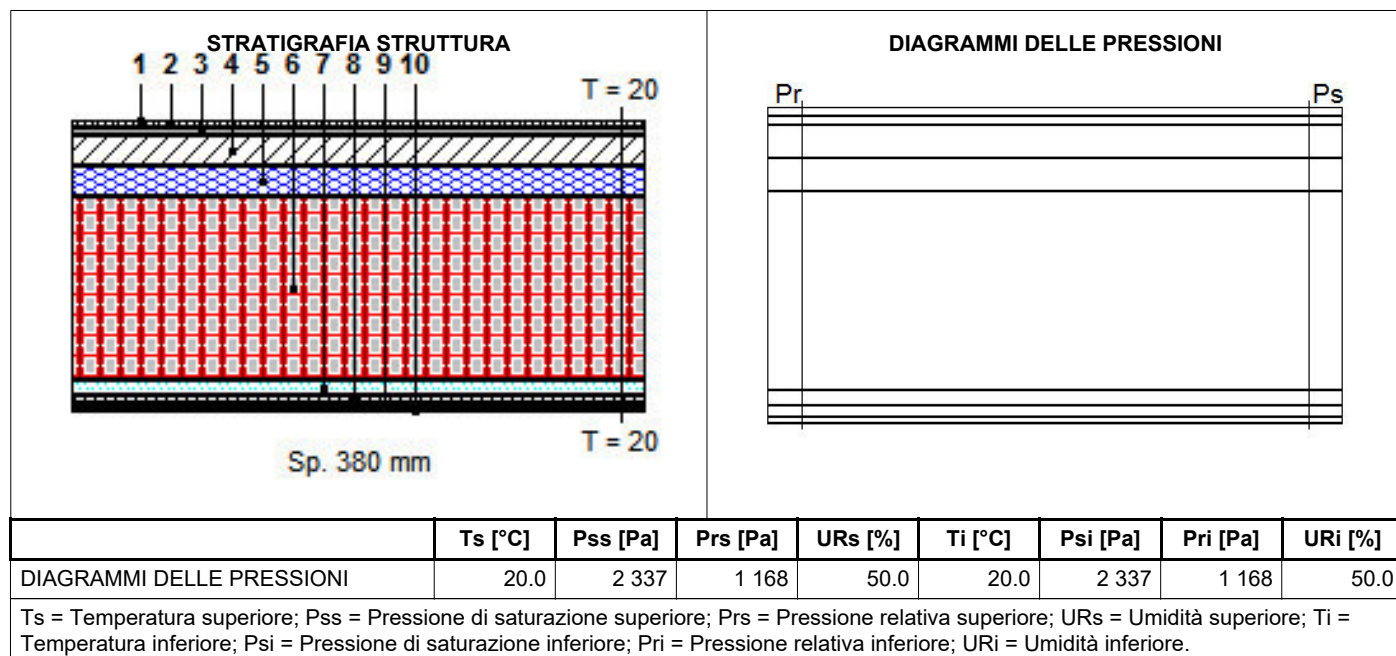 STRATIGRAFIA STRUTTURA
1 2 3 4 5 6 7 8 9 10
T = 20
T = 20
Sp. 380 mm
DIAGRAMMI DELLE PRESSIONI
Pr Ps
Ts [°C] Pss [Pa] Prs [Pa] URs [%] Ti [°C] Psi [Pa] Pri [Pa] URi [%]
DIAGRAMMI DELLE PRESSIONI 20.0 2 337 1 168 50.0 20.0 2 337 1 168 50.0
Ts = Temperatura superiore; Pss = Pressione di saturazione superiore; Prs = Pressione relativa superiore; URs = Umidità superiore; Ti =
Temperatura inferiore; Psi = Pressione di saturazione inferiore; Pri = Pressione relativa inferiore; URi = Umidità inferiore.